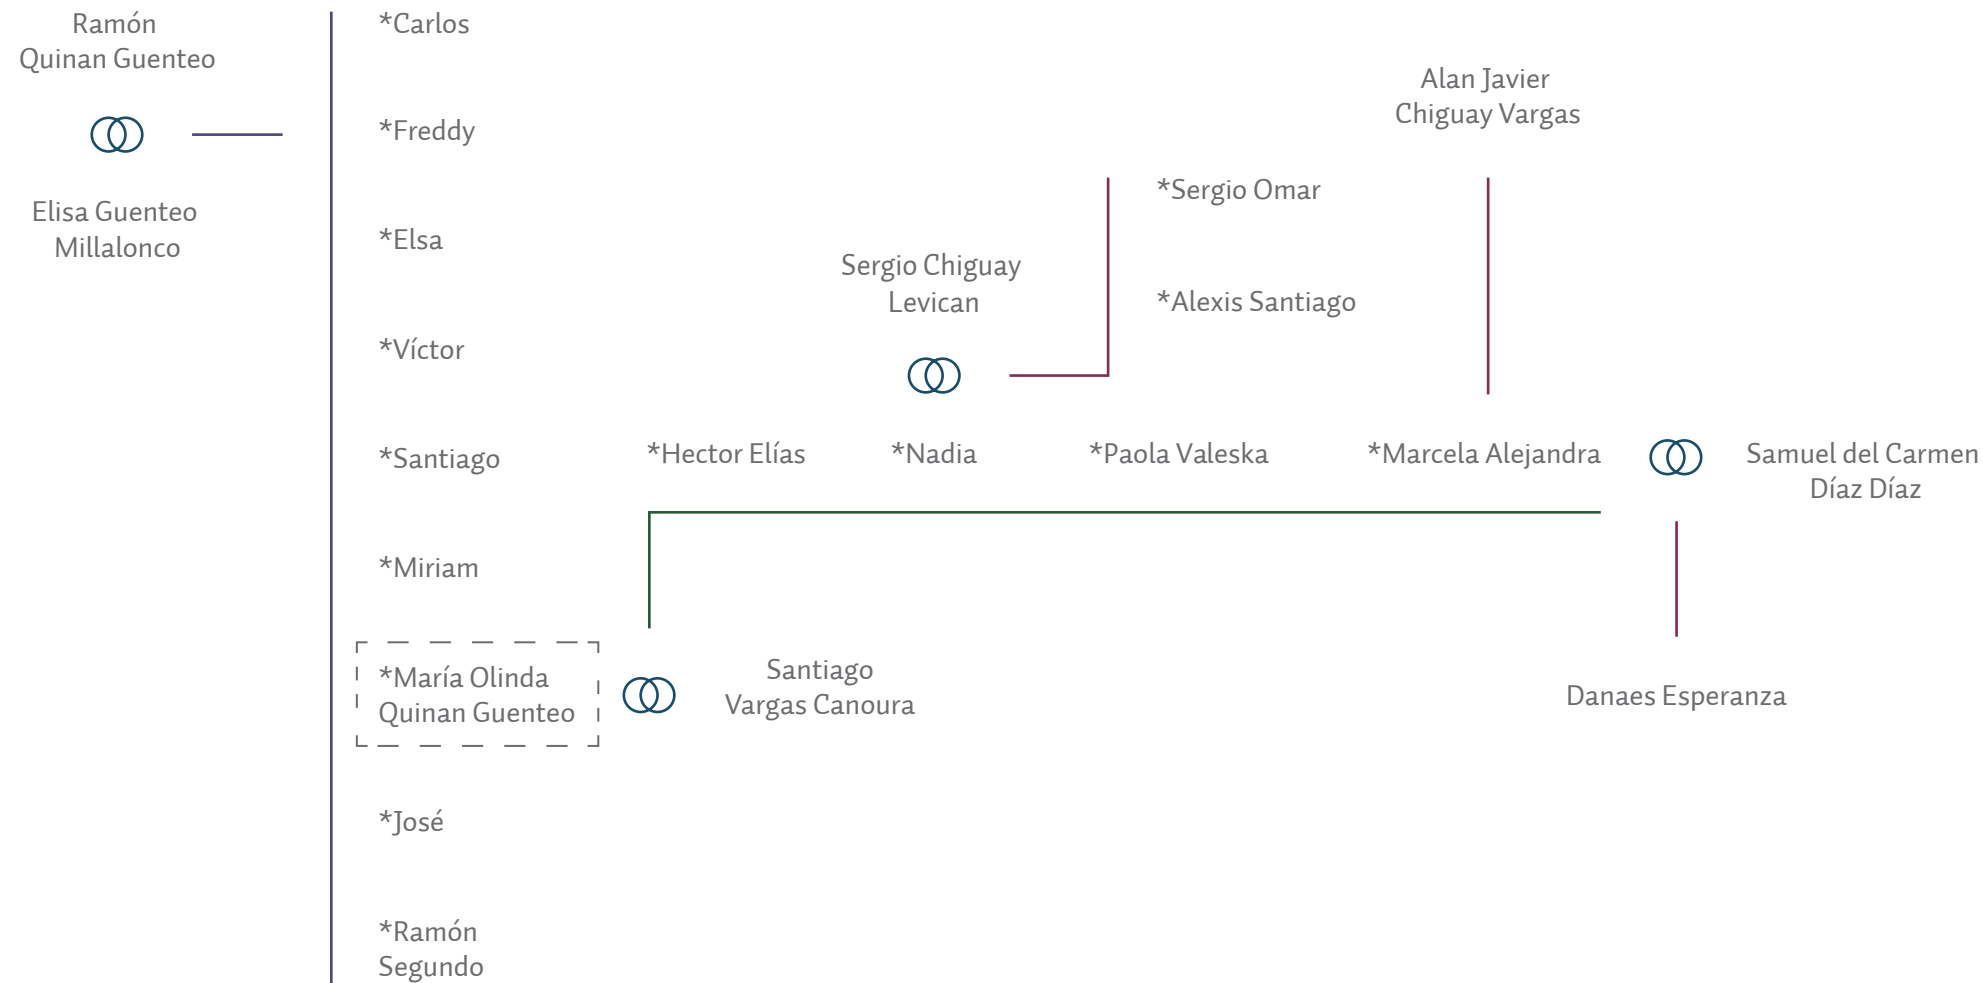 Ramón
Quinan Guenteo
Elisa Guenteo
Millalonco
*Carlos
*Freddy
*Elsa
*Víctor
*Santiago
*Miriam
*María Olinda
Quinan Guenteo
*José
*Ramón
Segundo
Santiago
Vargas Canoura
*Hector Elías
*Nadia
*Paola Valeska
*Marcela Alejandra
Sergio Chiguay
Levican
*Sergio Omar
*Alexis Santiago
Alan Javier
Chiguay Vargas
Samuel del Carmen
Díaz Díaz
Danaes Esperanza